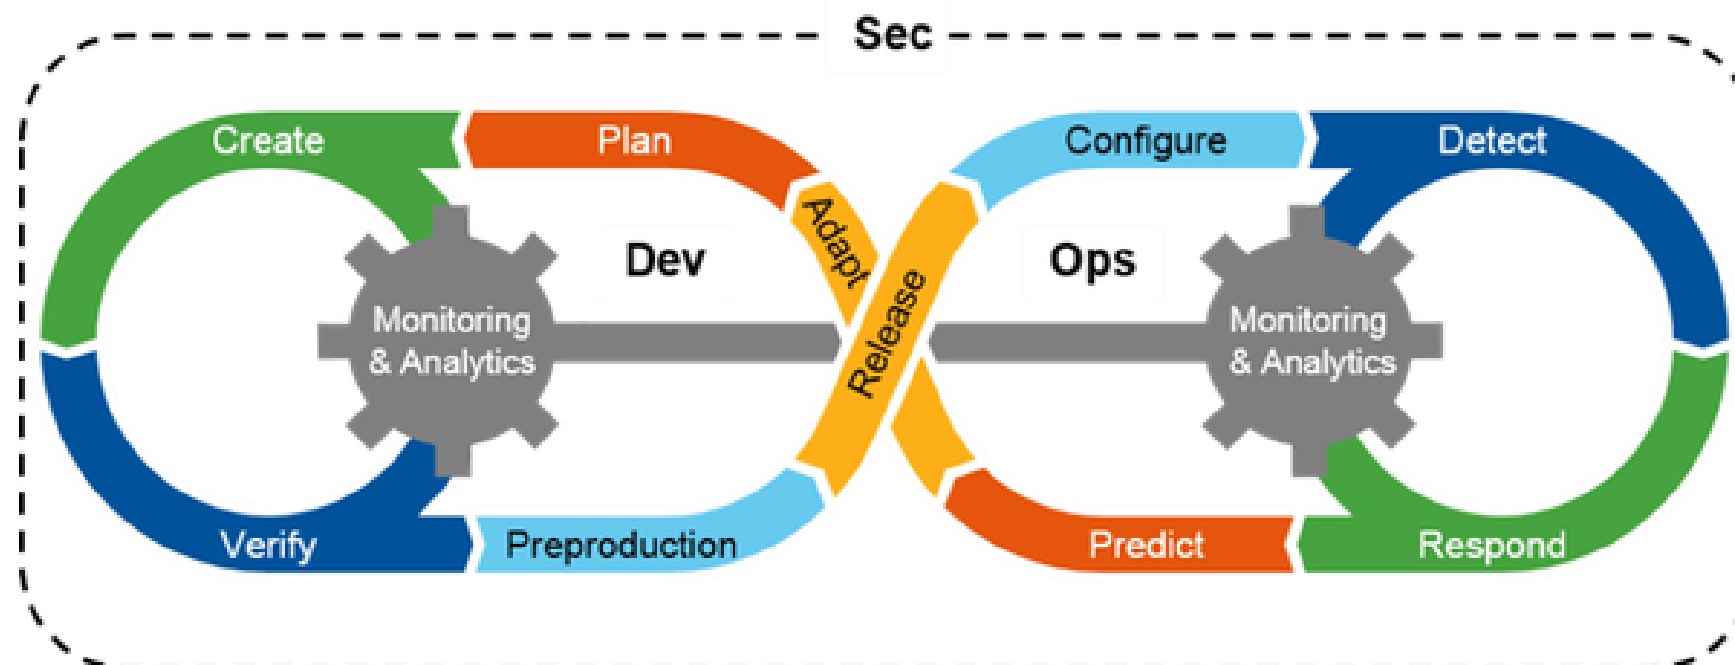 Sec
Create
Plan
Configure
Detect
Adapt
Dev
Ops
Release
Monitoring
& Analytics
Monitoring
& Analytics
Verify
Preproduction
Predict
Respond